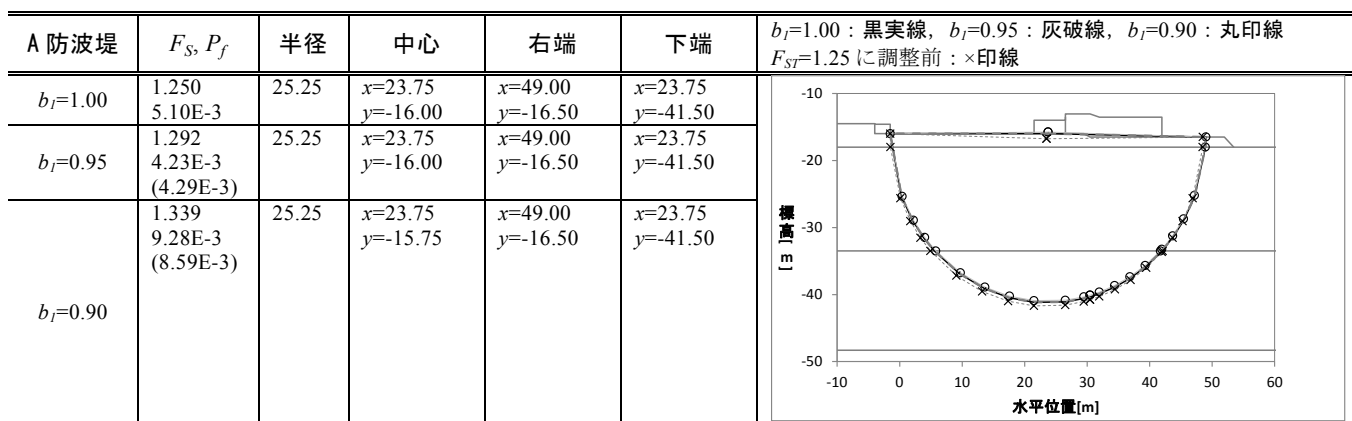 A 防波堤 F_S, P_f 半径 中心 右端 下端 b_1=1.00:黒実線,b_1=0.95:灰破線,b_1=0.90:丸印線
F_ST=1.25 に調整前:×印線
b_1=1.00 1.250 25.25 x=23.75 x=49.00 x=23.75
5.10E-3 y=-16.00 y=-16.50 y=-41.50
b_1=0.95 1.292 25.25 x=23.75 x=49.00 x=23.75
4.23E-3 y=-16.00 y=-16.50 y=-41.50
(4.29E-3)
b_1=0.90 1.339 25.25 x=23.75 x=49.00 x=23.75
9.28E-3 y=-15.75 y=-16.50 y=-41.50
(8.59E-3)
-10
-20
-30
-40
-50
標高[m]
-10 0 10 20 30 40 50 60
水平位置[m]